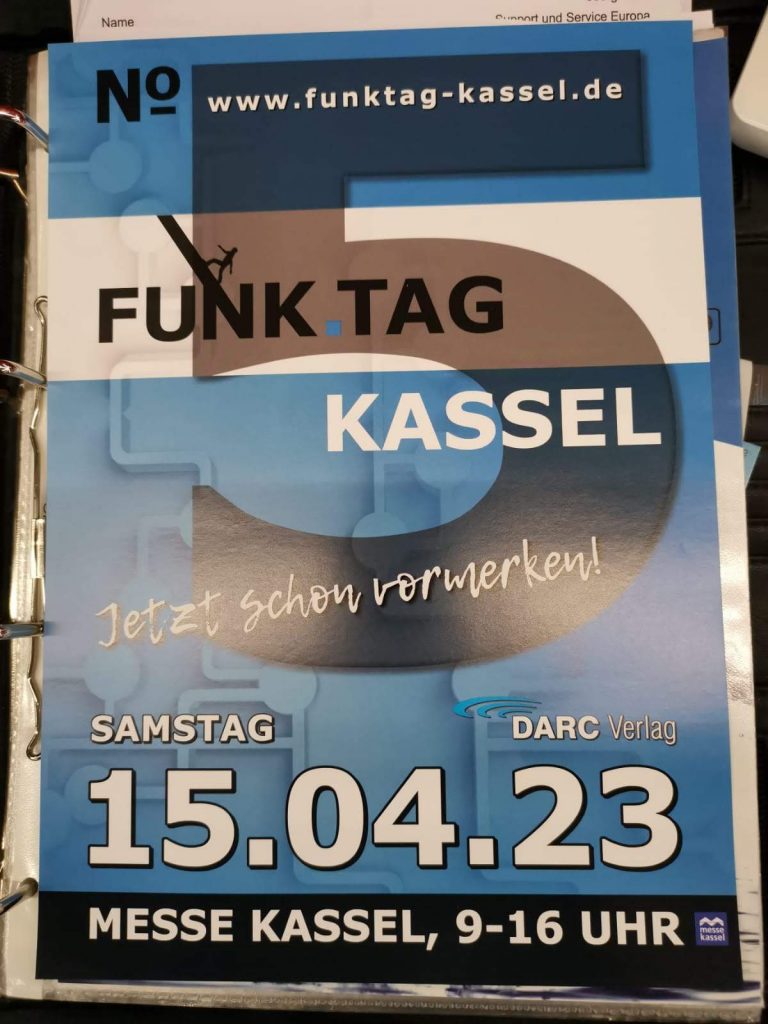 Name
Support und Service Europa
Nº
www.funktag-kassel.de
5
FUNK.TAG
KASSEL
Jetzt schon vormerken!
SAMSTAG
DARC Verlag
15.04.23
MESSE KASSEL, 9-16 UHR
messe
kassel